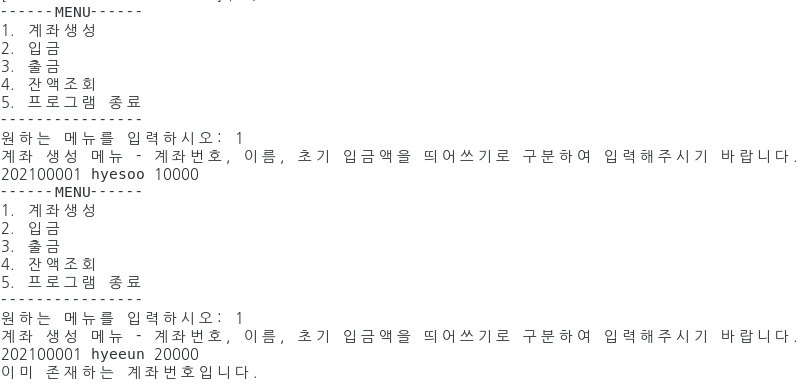 ------MENU------
1. 계좌생성
2. 입금
3. 출금
4. 잔액조회
5. 프로그램 종료
----------------
원하는 메뉴를 입력하시오: 1
계좌 생성 메뉴 - 계좌번호, 이름, 초기 입금액을 띄어쓰기로 구분하여 입력해주시기 바랍니다.
202100001 hyesoo 10000
------MENU------
1. 계좌생성
2. 입금
3. 출금
4. 잔액조회
5. 프로그램 종료
----------------
원하는 메뉴를 입력하시오: 1
계좌 생성 메뉴 - 계좌번호, 이름, 초기 입금액을 띄어쓰기로 구분하여 입력해주시기 바랍니다.
202100001 hyeeun 20000
이미 존재하는 계좌번호입니다.